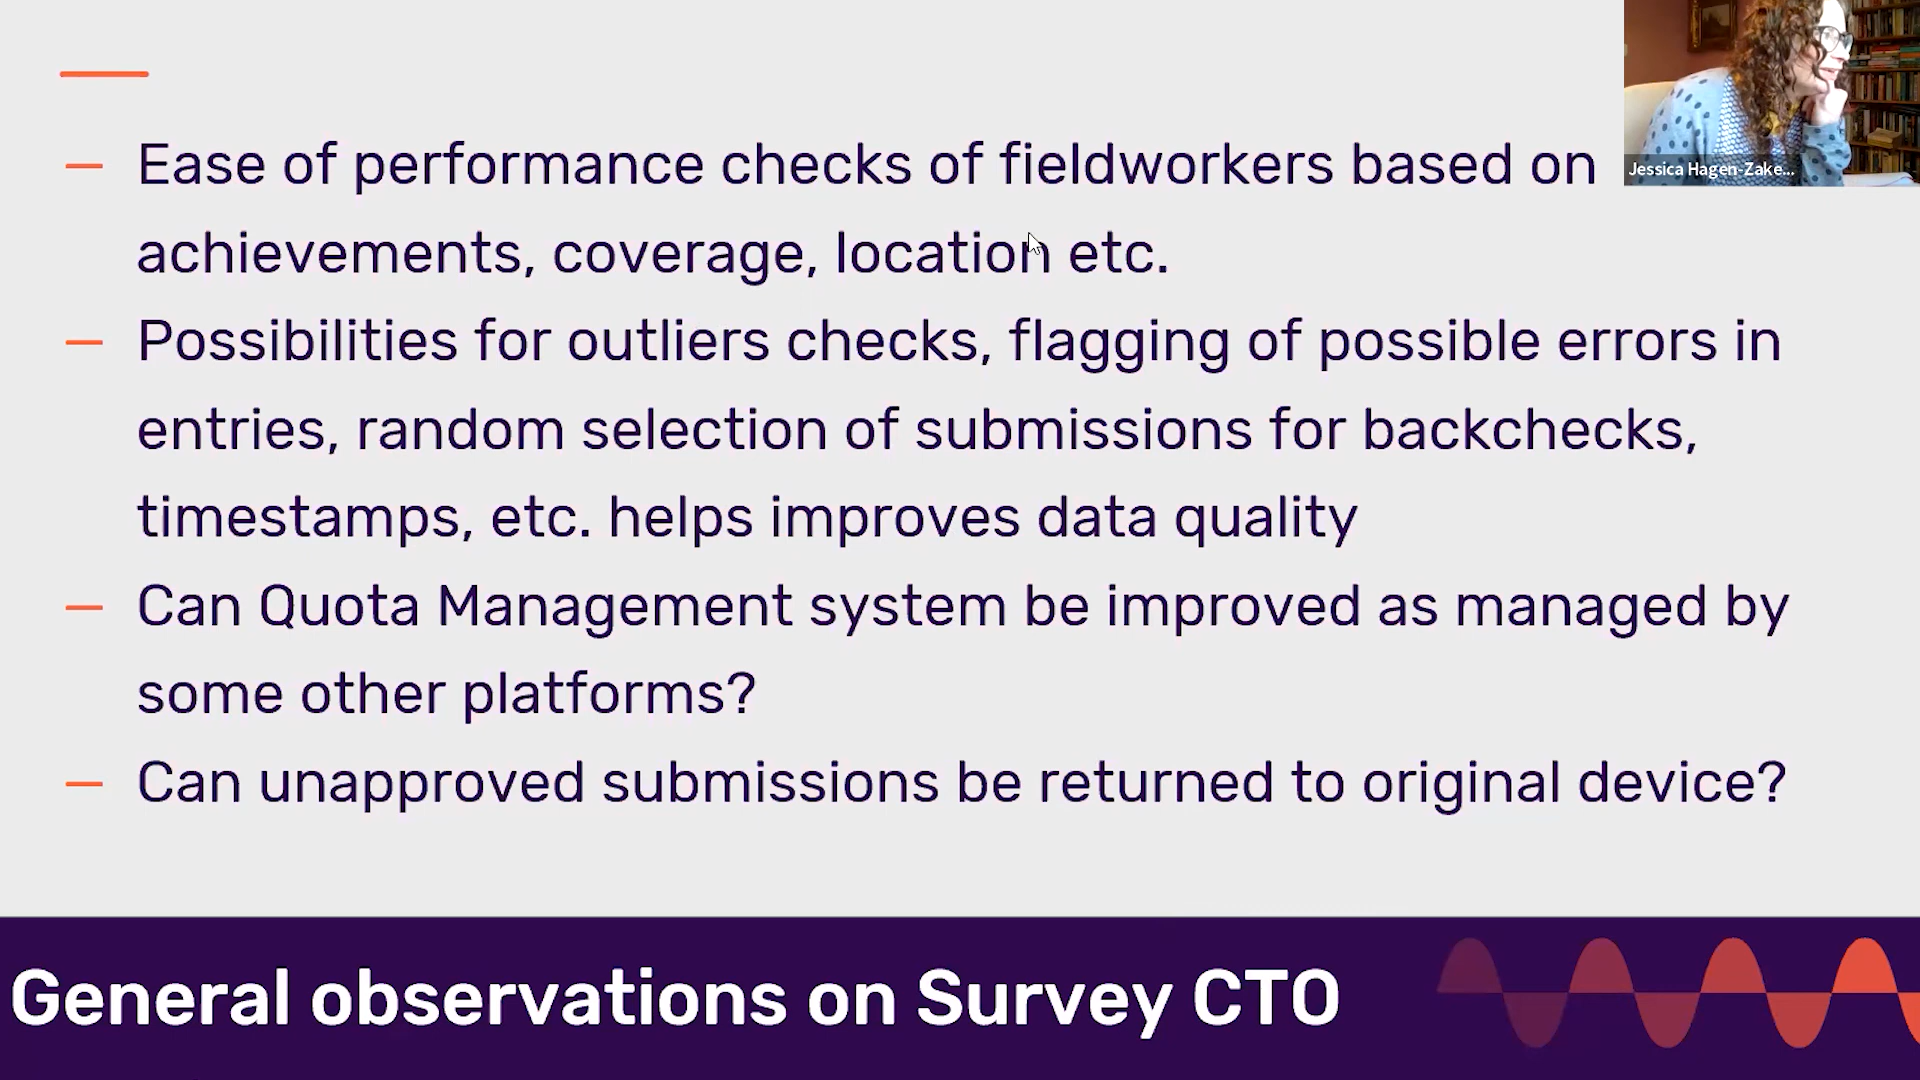 — Ease of performance checks of fieldworkers based on
achievements, coverage, location etc.
— Possibilities for outliers checks, flagging of possible errors in
entries, random selection of submissions for backchecks,
timestamps, etc. helps improves data quality
— Can Quota Management system be improved as managed by
some other platforms?
— Can unapproved submissions be returned to original device?
General observations on Survey CTO
Jessica Hagen-Zake...